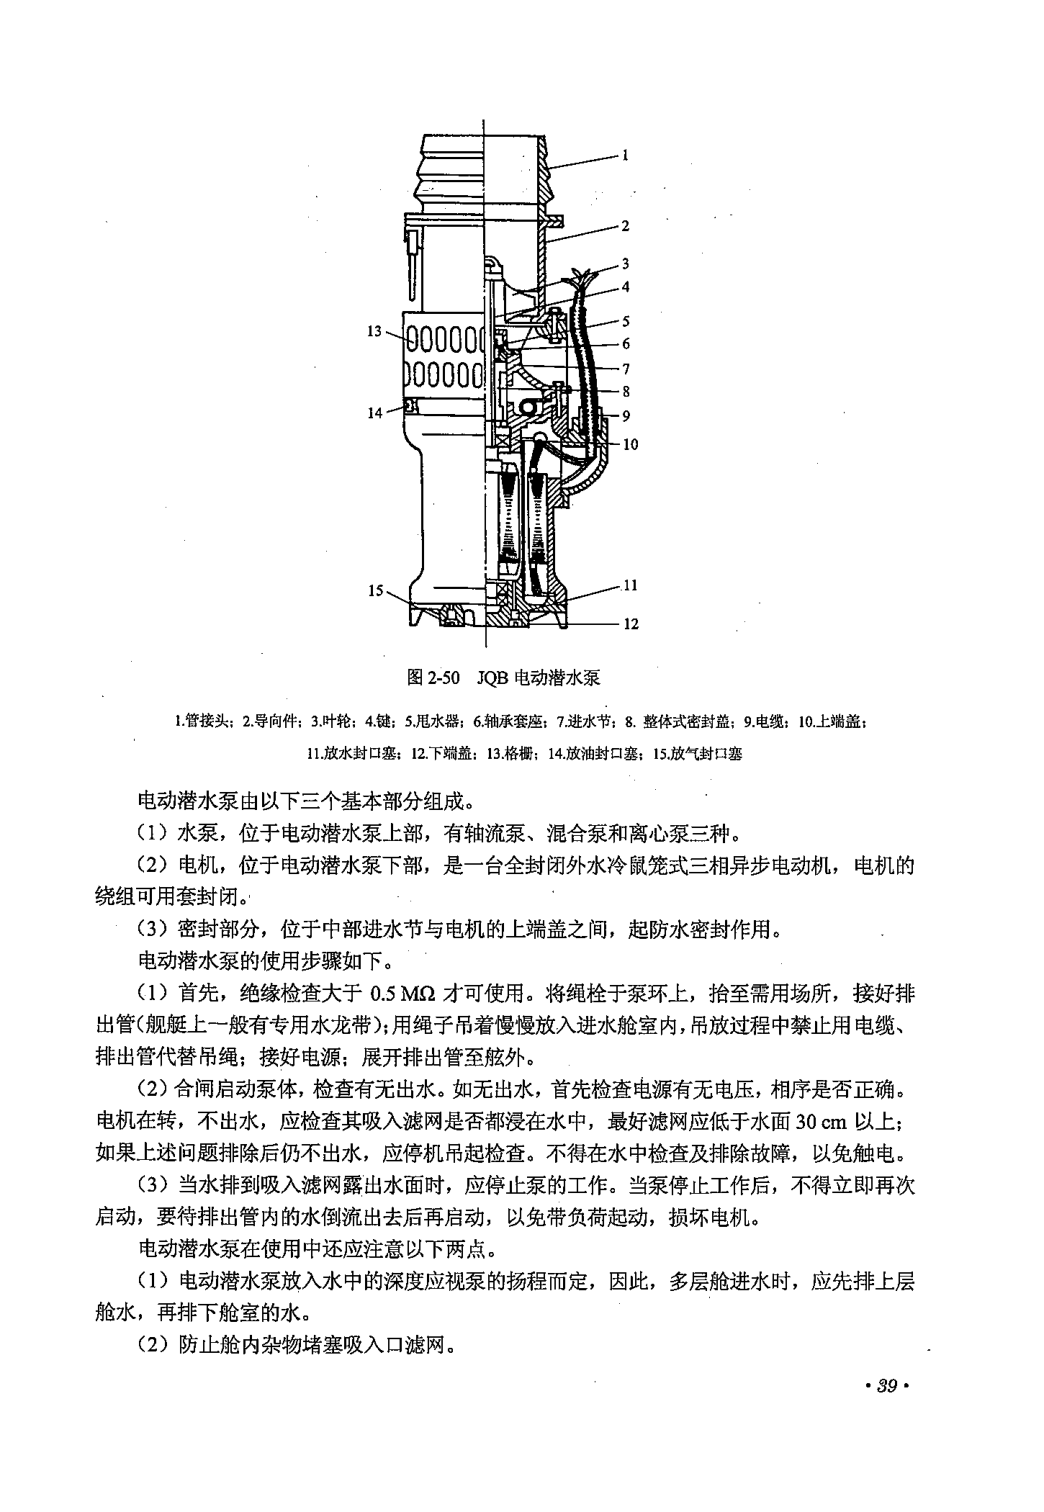 1
2
3
4
5
6
7
8
9
10
11
12
13
14
15
图 2-50 JQB 电动潜水泵
1.管接头；2.导向件；3.叶轮；4.键；5.甩水器；6.轴承套座；7.进水节；8. 整体式密封盖；9.电缆；10.上端盖；
11.放水封口塞；12.下端盖；13.格栅；14.放油封口塞；15.放气封口塞
电动潜水泵由以下三个基本部分组成。
（1）水泵，位于电动潜水泵上部，有轴流泵、混合泵和离心泵三种。
（2）电机，位于电动潜水泵下部，是一台全封闭外水冷鼠笼式三相异步电动机，电机的
绕组可用套封闭。
（3）密封部分，位于中部进水节与电机的上端盖之间，起防水密封作用。
电动潜水泵的使用步骤如下。
（1）首先，绝缘检查大于 0.5 MΩ 才可使用。将绳栓于泵环上，抬至需用场所，接好排
出管（舰艇上一般有专用水龙带）；用绳子吊着慢慢放入进水舱室内，吊放过程中禁止用电缆、
排出管代替吊绳；接好电源；展开排出管至舷外。
（2）合闸启动泵体，检查有无出水。如无出水，首先检查电源有无电压，相序是否正确。
电机在转，不出水，应检查其吸入滤网是否都浸在水中，最好滤网应低于水面 30 cm 以上；
如果上述问题排除后仍不出水，应停机吊起检查。不得在水中检查及排除故障，以免触电。
（3）当水排到吸入滤网露出水面时，应停止泵的工作。当泵停止工作后，不得立即再次
启动，要待排出管内的水倒流出去后再启动，以免带负荷起动，损坏电机。
电动潜水泵在使用中还应注意以下两点。
（1）电动潜水泵放入水中的深度应视泵的扬程而定，因此，多层舱进水时，应先排上层
舱水，再排下舱室的水。
（2）防止舱内杂物堵塞吸入口滤网。
·39·